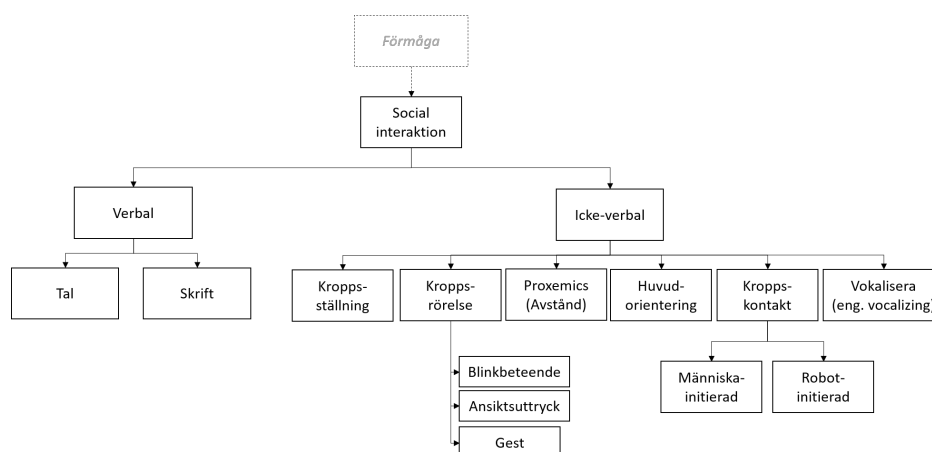 Förmåga
Social
interaktion
Verbal
Icke-verbal
Tal
Skrift
Kropps-
ställning
Kropps-
rörelse
Proxemics
(Avstånd)
Huvud-
orientering
Kropps-
kontakt
Vokalisera
(eng. vocalizing)
Blinkbeteende
Ansiktsuttryck
Gest
Människa-
initierad
Robot-
initierad